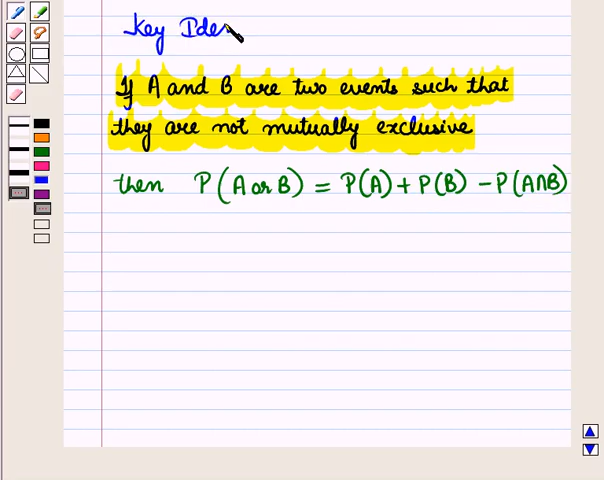 Key Ide
If A and B are two events such that
they are not mutually exclusive
then P(A or B) = P(A) + P(B) - P(A∩B)